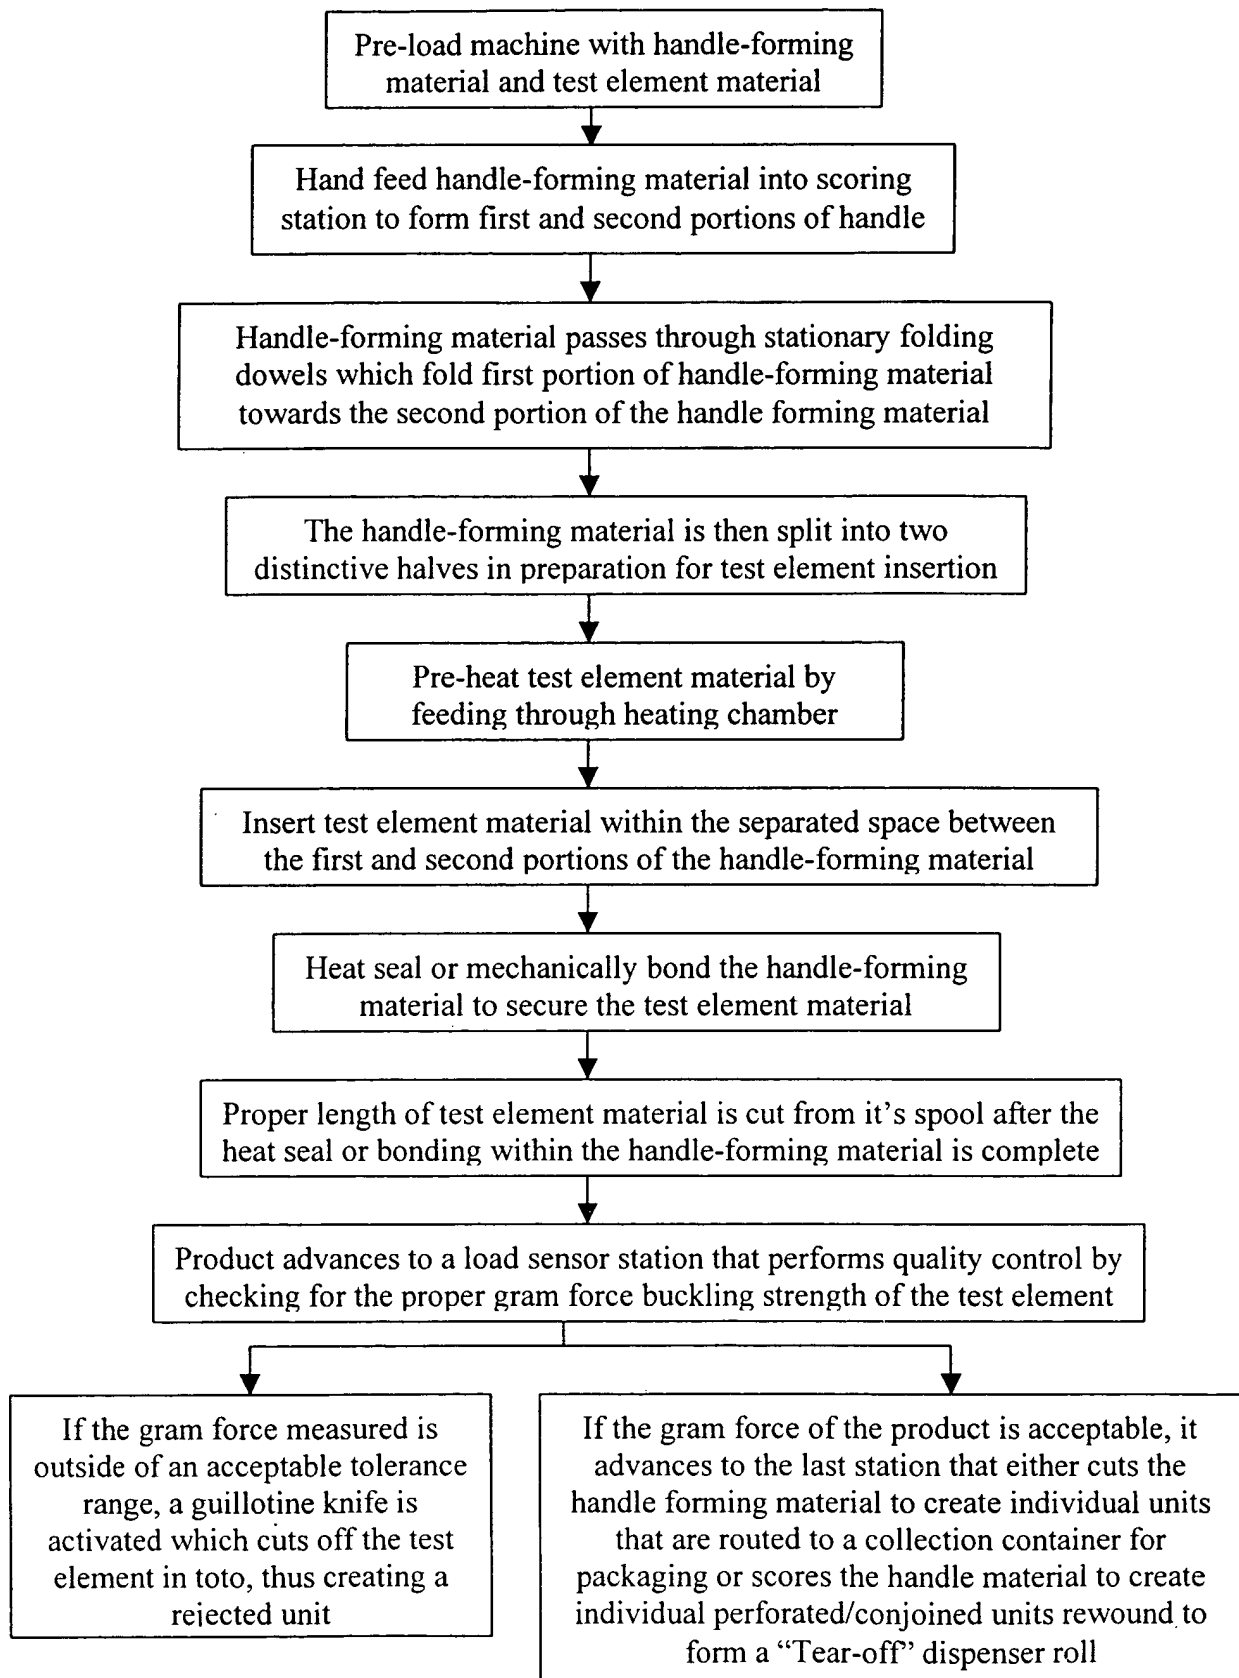 Pre-load machine with handle-forming
material and test element material
Hand feed handle-forming material into scoring
station to form first and second portions of handle
Handle-forming material passes through stationary folding
dowels which fold first portion of handle-forming material
towards the second portion of the handle forming material
The handle-forming material is then split into two
distinctive halves in preparation for test element insertion
Pre-heat test element material by
feeding through heating chamber
Insert test element material within the separated space between
the first and second portions of the handle-forming material
Heat seal or mechanically bond the handle-forming
material to secure the test element material
Proper length of test element material is cut from it's spool after the
heat seal or bonding within the handle-forming material is complete
Product advances to a load sensor station that performs quality control by
checking for the proper gram force buckling strength of the test element
If the gram force measured is
outside of an acceptable tolerance
range, a guillotine knife is
activated which cuts off the test
element in toto, thus creating a
rejected unit
If the gram force of the product is acceptable, it
advances to the last station that either cuts the
handle forming material to create individual units
that are routed to a collection container for
packaging or scores the handle material to create
individual perforated/conjoined units rewound to
form a “Tear-off” dispenser roll